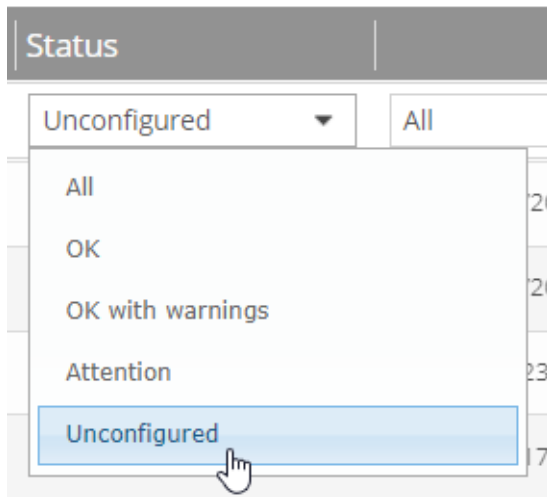 Status
Unconfigured
All
All
OK
OK with warnings
Attention
Unconfigured